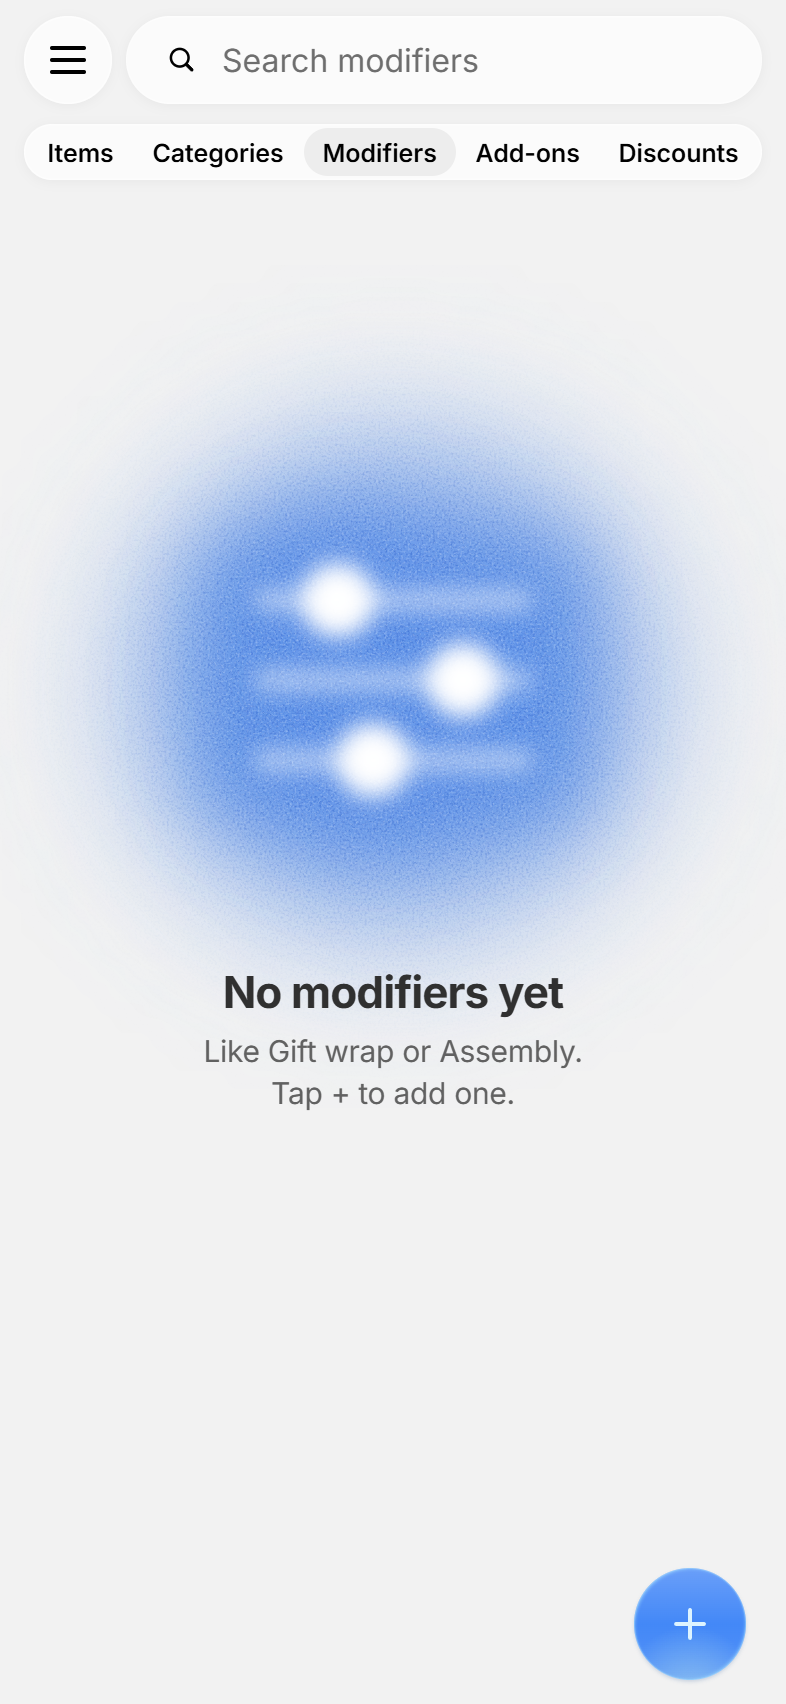 Search modifiers
Items Categories Modifiers Add-ons Discounts
No modifiers yet
Like Gift wrap or Assembly.
Tap + to add one.